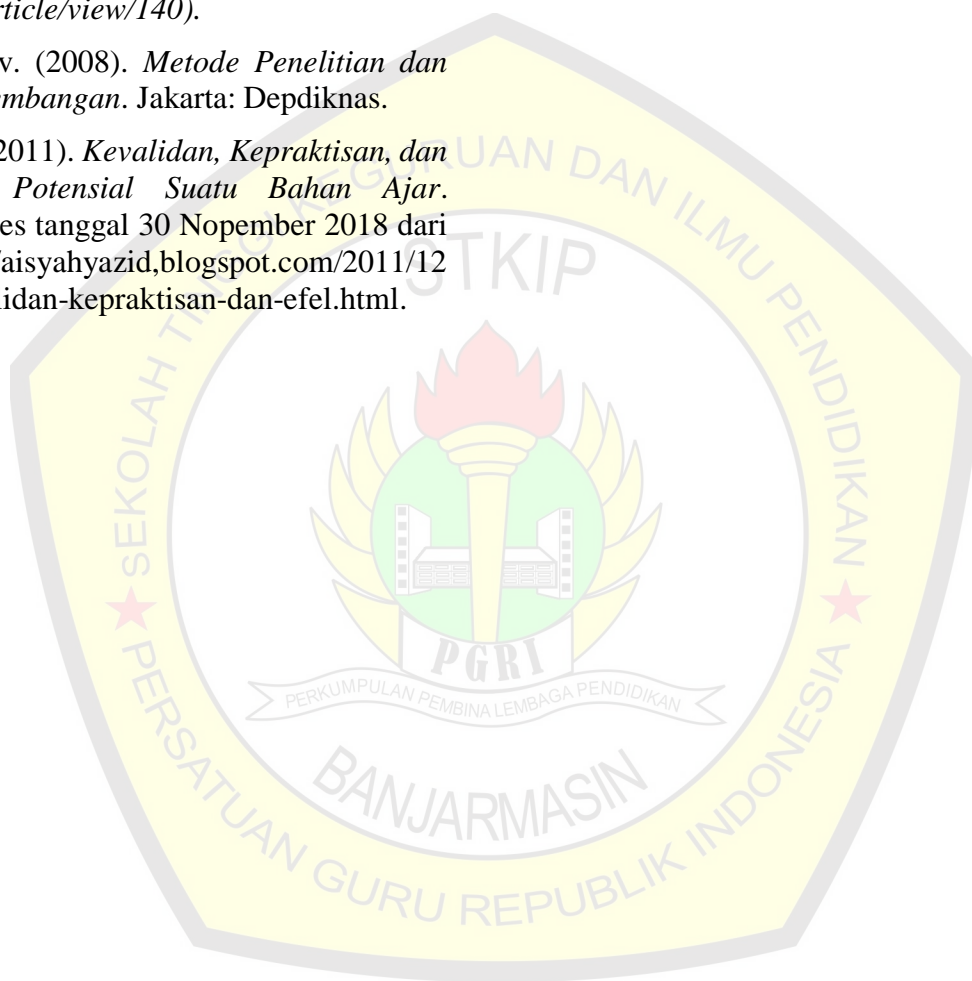 rticle/view/140).
v. (2008). Metode Penelitian dan
embangan. Jakarta: Depdiknas.
2011). Kevalidan, Kepraktisan, dan
Potensial Suatu Bahan Ajar.
es tanggal 30 Nopember 2018 dari
/aisyahyazid,blogspot.com/2011/12
lidan-kepraktisan-dan-efel.html.
SEKOLAH TINGGI KEGURUAN DAN ILMU PENDIDIKAN
STKIP
PGRI
PERKUMPULAN PEMBINA LEMBAGA PENDIDIKAN
BANJARMASIN
PERSATUAN GURU REPUBLIK INDONESIA